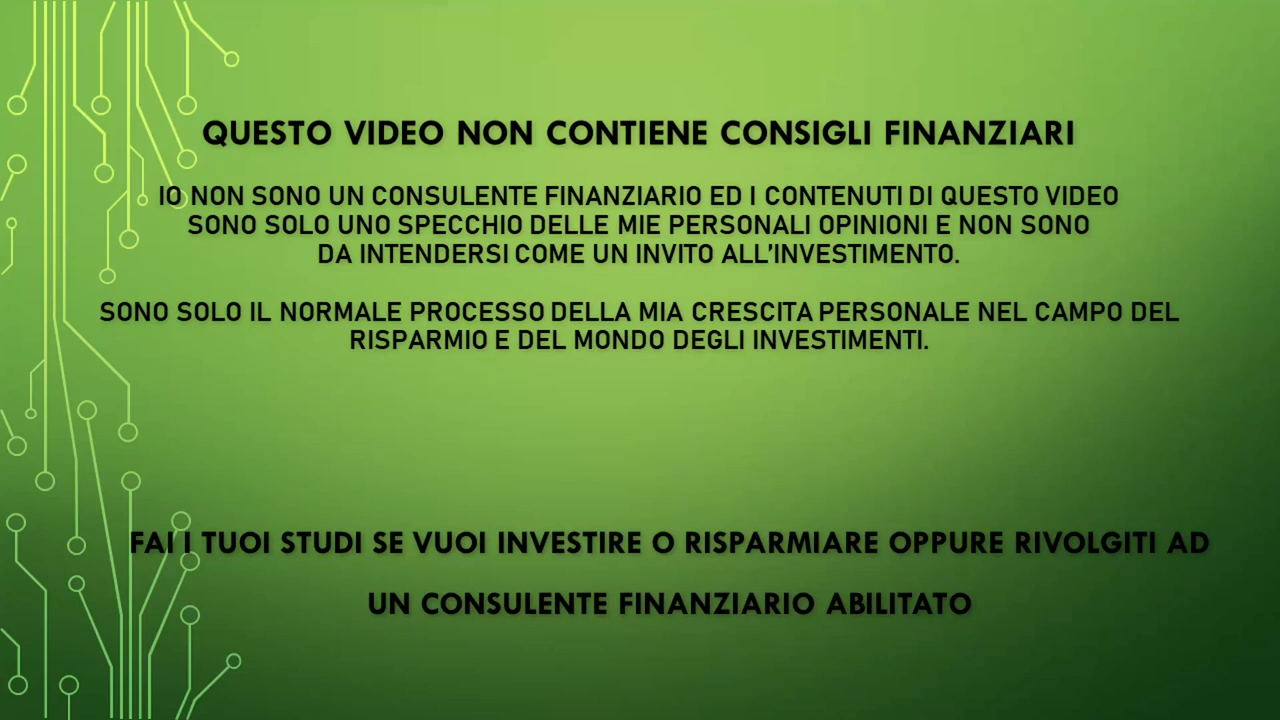 QUESTO VIDEO NON CONTIENE CONSIGLI FINANZIARI
IO NON SONO UN CONSULENTE FINANZIARIO ED I CONTENUTI DI QUESTO VIDEO
SONO SOLO UNO SPECCHIO DELLE MIE PERSONALI OPINIONI E NON SONO
DA INTENDERSI COME UN INVITO ALL'INVESTIMENTO.
SONO SOLO IL NORMALE PROCESSO DELLA MIA CRESCITA PERSONALE NEL CAMPO DEL
RISPARMIO E DEL MONDO DEGLI INVESTIMENTI.
FAI I TUOI STUDI SE VUOI INVESTIRE O RISPARMIARE OPPURE RIVOLGITI AD
UN CONSULENTE FINANZIARIO ABILITATO